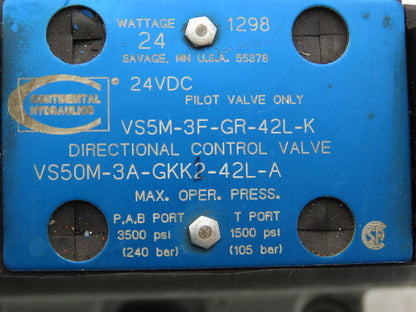 WATTAGE 1298
24
SAVAGE, MN U.S.A. 55378
C 24VDC
CONTINENTAL
HYDRAULICS
PILOT VALVE ONLY
VS5M-3F-GR-42L-K
DIRECTIONAL CONTROL VALVE
VS50M-3A-GKK2-42L-A
MAX. OPER. PRESS.
P,A,B PORT T PORT
3500 psi 1500 psi
(240 bar) (105 bar)